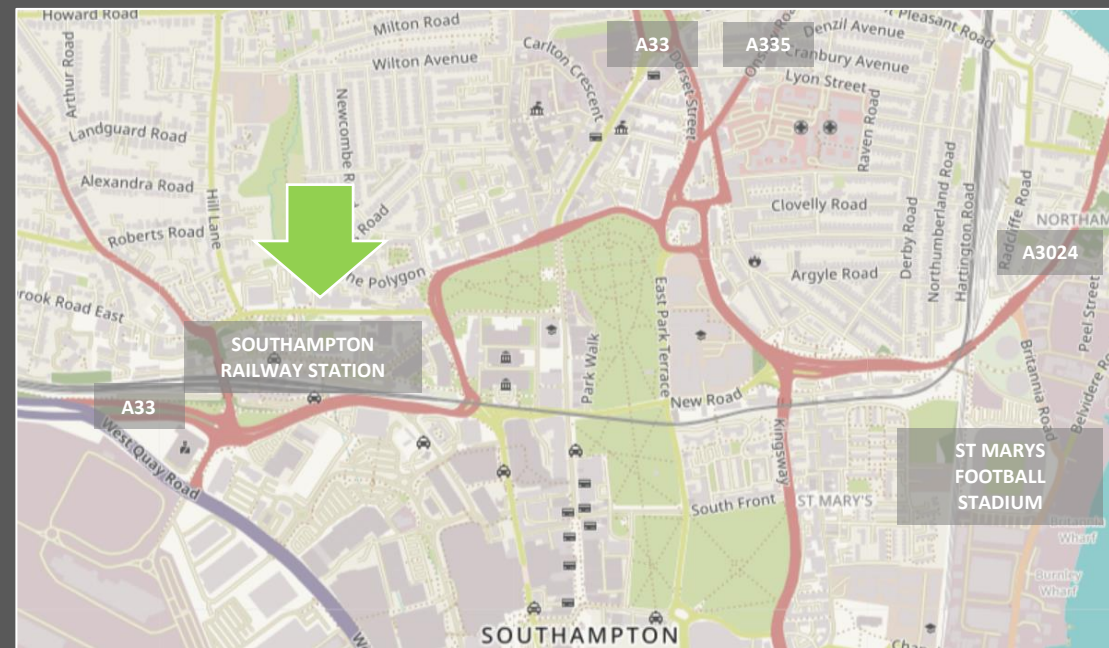 Howard Road
Milton Road
Wilton Avenue
Carlton Crescent
A33
A335
Dorset Street
Denzil Avenue
Pleasant Road
Cranbury Avenue
Lyon Street
Raven Road
Arthur Road
Landguard Road
Alexandra Road
Roberts Road
Hill Lane
Newcombe R
Road
Clovelly Road
Argyle Road
Derby Road
Northumberland Road
Hartington Road
Radcliffe Road
NORTHAM
A3024
Peel Street
rook Road East
he Polygon
East Park Terrace
Park Walk
SOUTHAMPTON
RAILWAY STATION
A33
New Road
Kingsway
Britannia Road
Belvidere R
West Quay Road
South Front
ST MARY'S
ST MARYS
FOOTBALL
STADIUM
Britannia
Wharf
Burnley
Wharf
SOUTHAMPTON